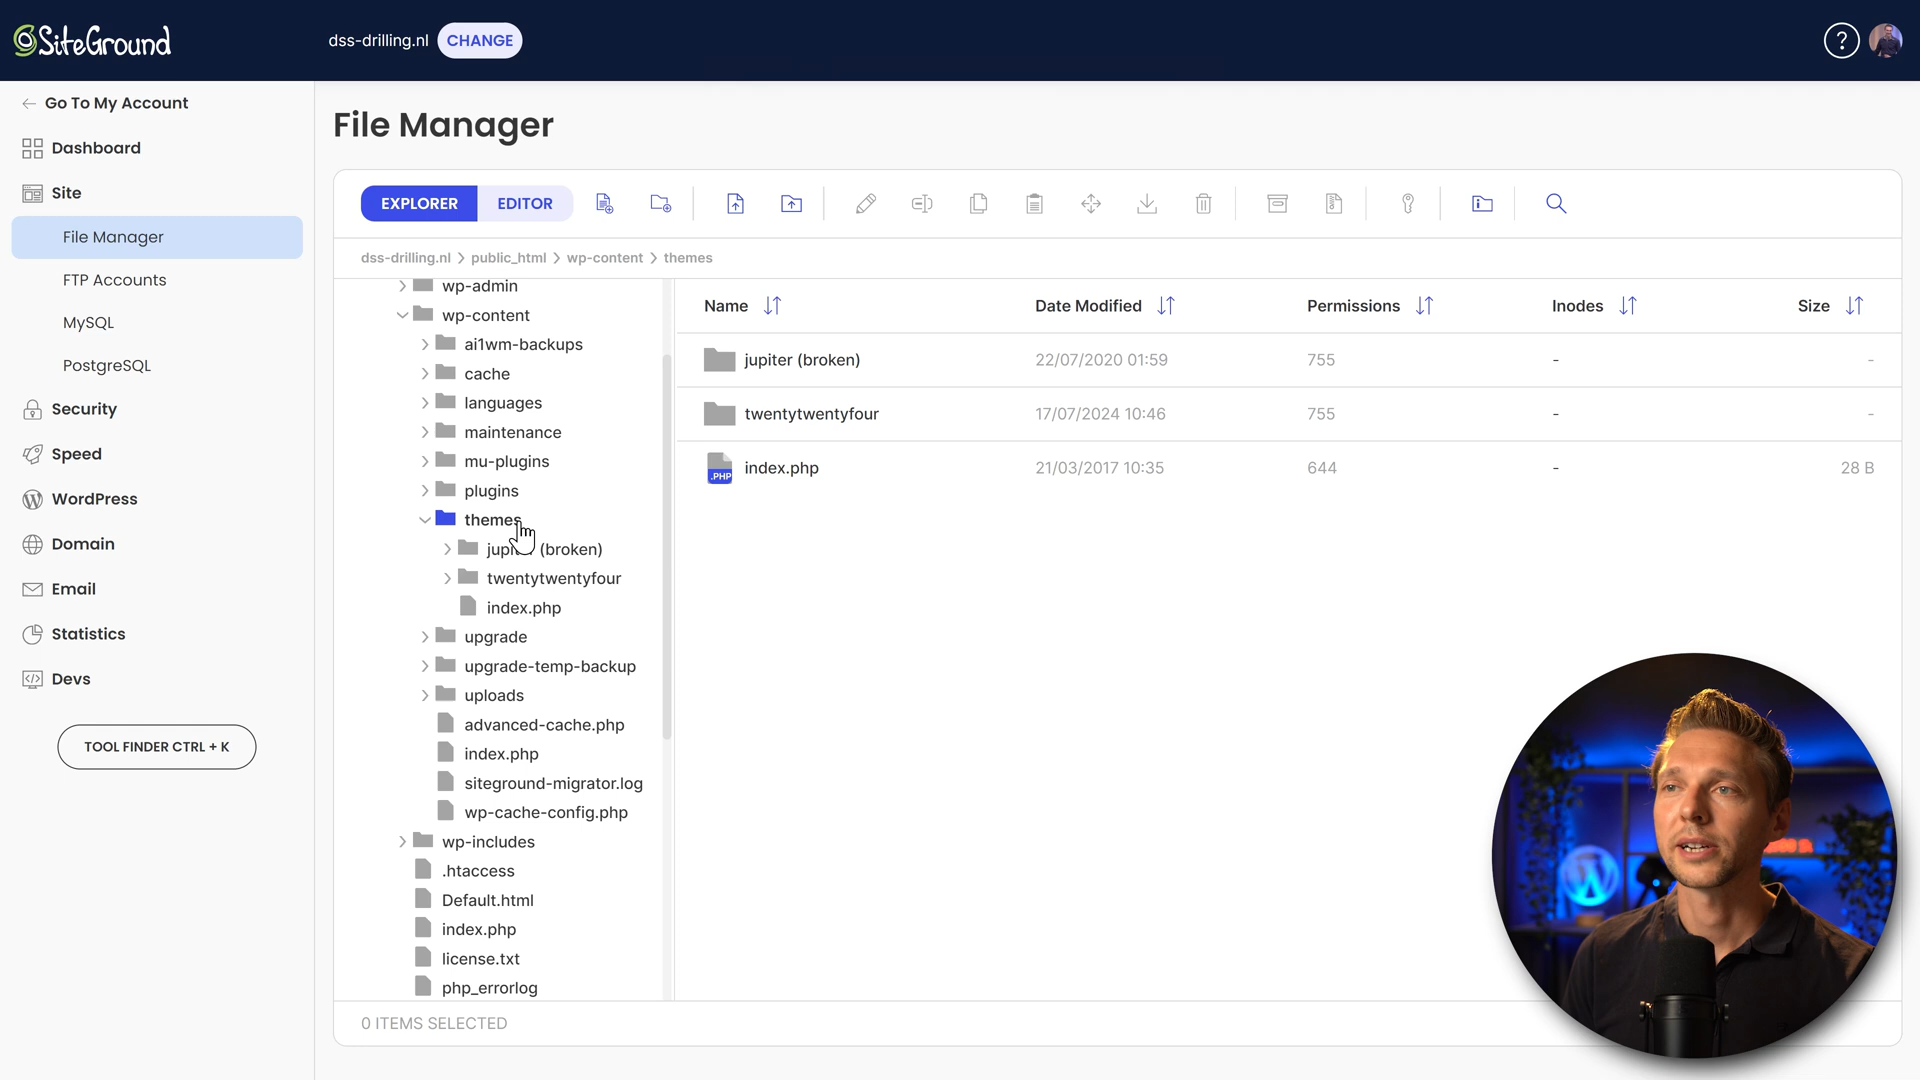 SiteGround
dss-drilling.nl CHANGE
?
Go To My Account
Dashboard
Site
File Manager
FTP Accounts
MySQL
PostgreSQL
Security
Speed
WordPress
Domain
Email
Statistics
Devs
TOOL FINDER CTRL + K
File Manager
EXPLORER EDITOR
dss-drilling.nl > public_html > wp-content > themes
wp-admin
wp-content
ai1wm-backups
cache
languages
maintenance
mu-plugins
plugins
themes
jupiter (broken)
twentytwentyfour
index.php
upgrade
upgrade-temp-backup
uploads
advanced-cache.php
index.php
siteground-migrator.log
wp-cache-config.php
wp-includes
.htaccess
Default.html
index.php
license.txt
php_errorlog
Name Date Modified Permissions Inodes Size
jupiter (broken) 22/07/2020 01:59 755 - -
twentytwentyfour 17/07/2024 10:46 755 - -
.PHP index.php 21/03/2017 10:35 644 - 28 B
0 ITEMS SELECTED